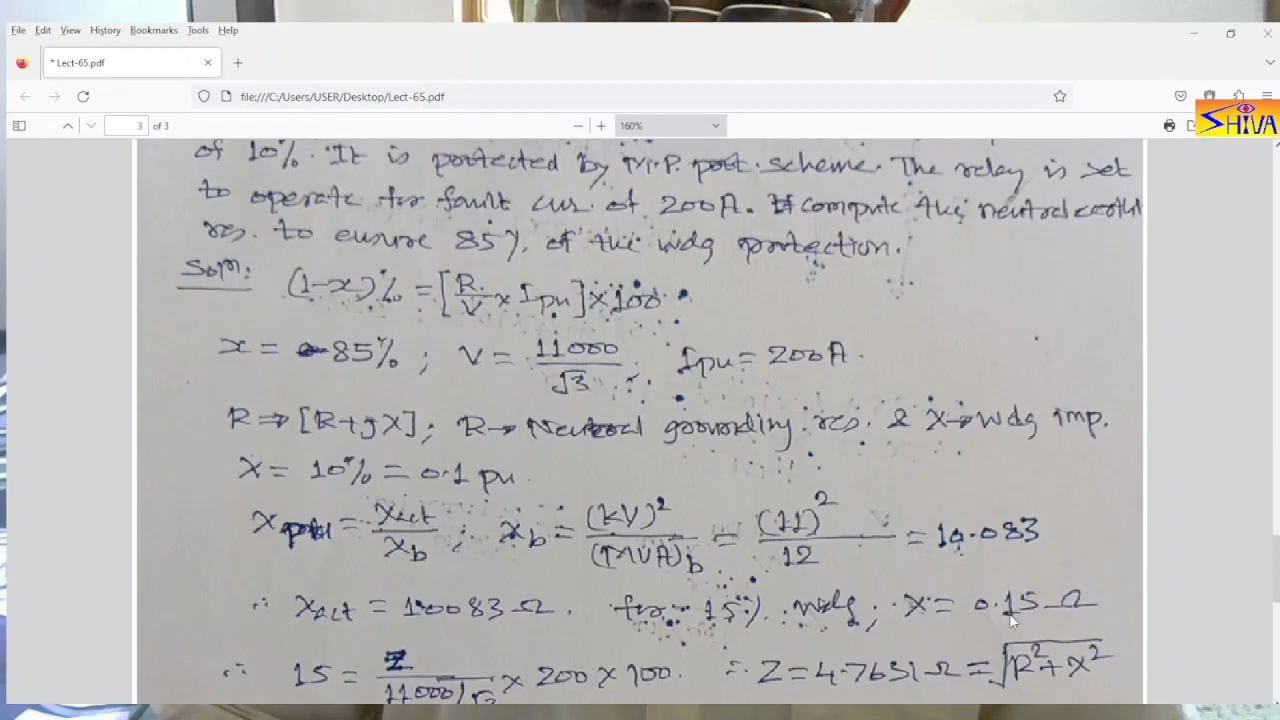 File Edit View History Bookmarks Tools Help
* Lect-65.pdf
file:///C:/Users/USER/Desktop/Lect-65.pdf
SHIVA
3 of 3
160%
of 10%. It is protected by M.P. prot. scheme. The relay is set
to operate for fault cur. of 200A. compute the neutral earth
res. to ensure 85% of the wdg protection.
Soln:
(1-x)% = [R/V x Ipu] x 100
x = 85%; V = 11000/√3; Ipu = 200A.
R ⇒ [R+jX]; R → Neutral grounding res. & X → Wdg imp.
X = 10% = 0.1 pu.
Xpu = Xact/Xb; Xb = (KV)²/(MVA)b = (11)²/12 = 10.083
∴ Xact = 1.0083 Ω. for 15% wdg; X = 0.15 Ω
∴ 15 = Z/11000/√3 x 200 x 100. ∴ Z = 4.7631 Ω = √R²+X²